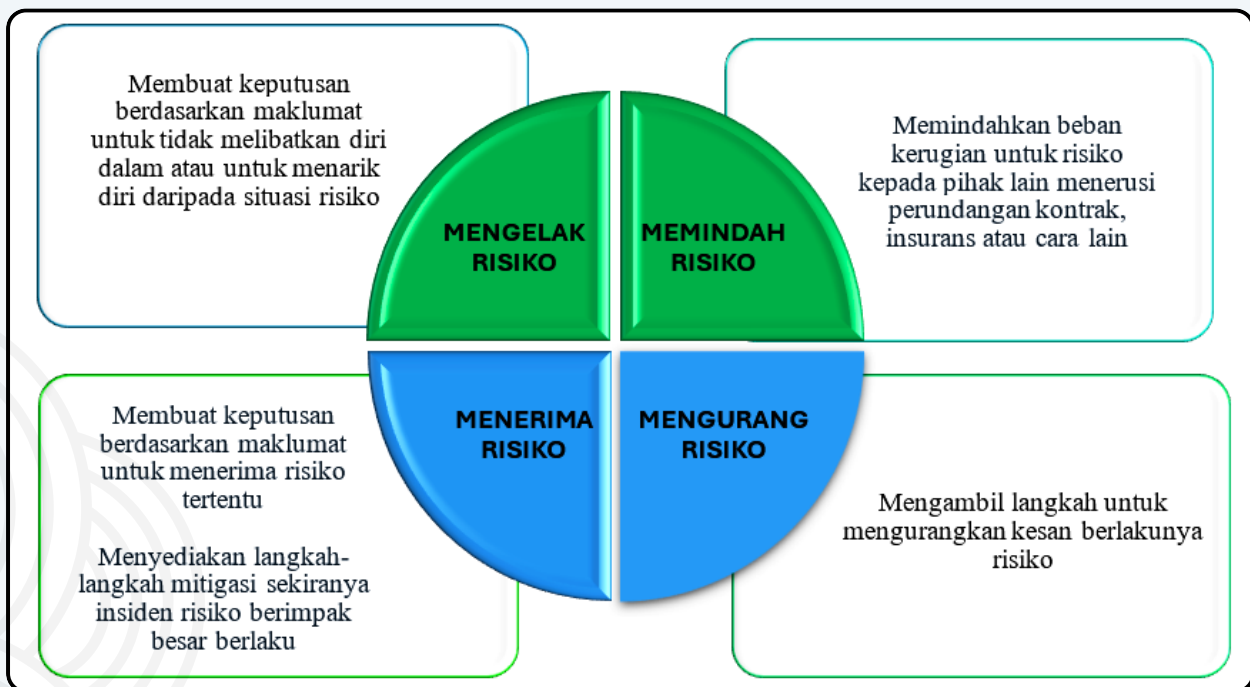 Membuat keputusan
berdasarkan maklumat
untuk tidak melibatkan diri
dalam atau untuk menarik
diri daripada situasi risiko
MENGELAK
RISIKO
MEMINDAH
RISIKO
Memindahkan beban
kerugian untuk risiko
kepada pihak lain menerusi
perundangan kontrak,
insurans atau cara lain
Membuat keputusan
berdasarkan maklumat
untuk menerima risiko
tertentu
Menyediakan langkah-
langkah mitigasi sekiranya
insiden risiko berimpak
besar berlaku
MENERIMA
RISIKO
MENGURANG
RISIKO
Mengambil langkah untuk
mengurangkan kesan berlakunya
risiko